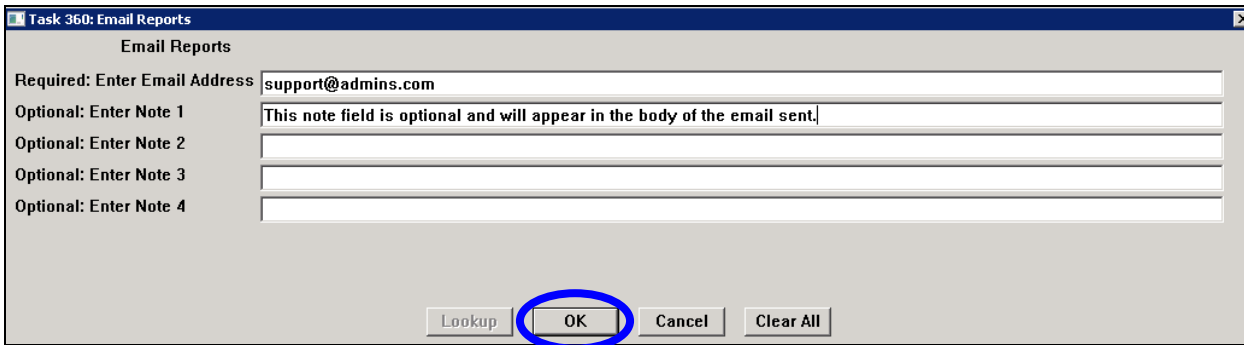 Task 360: Email Reports
Email Reports
Required: Enter Email Address support@admins.com
Optional: Enter Note 1 This note field is optional and will appear in the body of the email sent.
Optional: Enter Note 2
Optional: Enter Note 3
Optional: Enter Note 4
Lookup OK Cancel Clear All